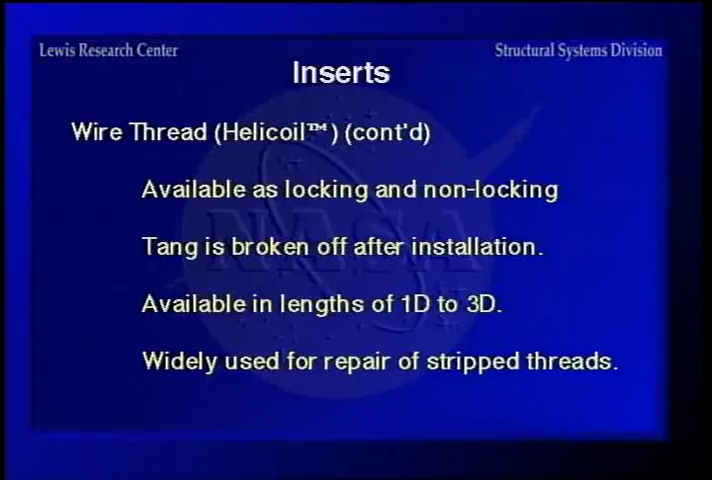 Lewis Research Center
Structural Systems Division
Inserts
Wire Thread (Helicoil™) (cont'd)
Available as locking and non-locking
Tang is broken off after installation.
Available in lengths of 1D to 3D.
Widely used for repair of stripped threads.
NASA